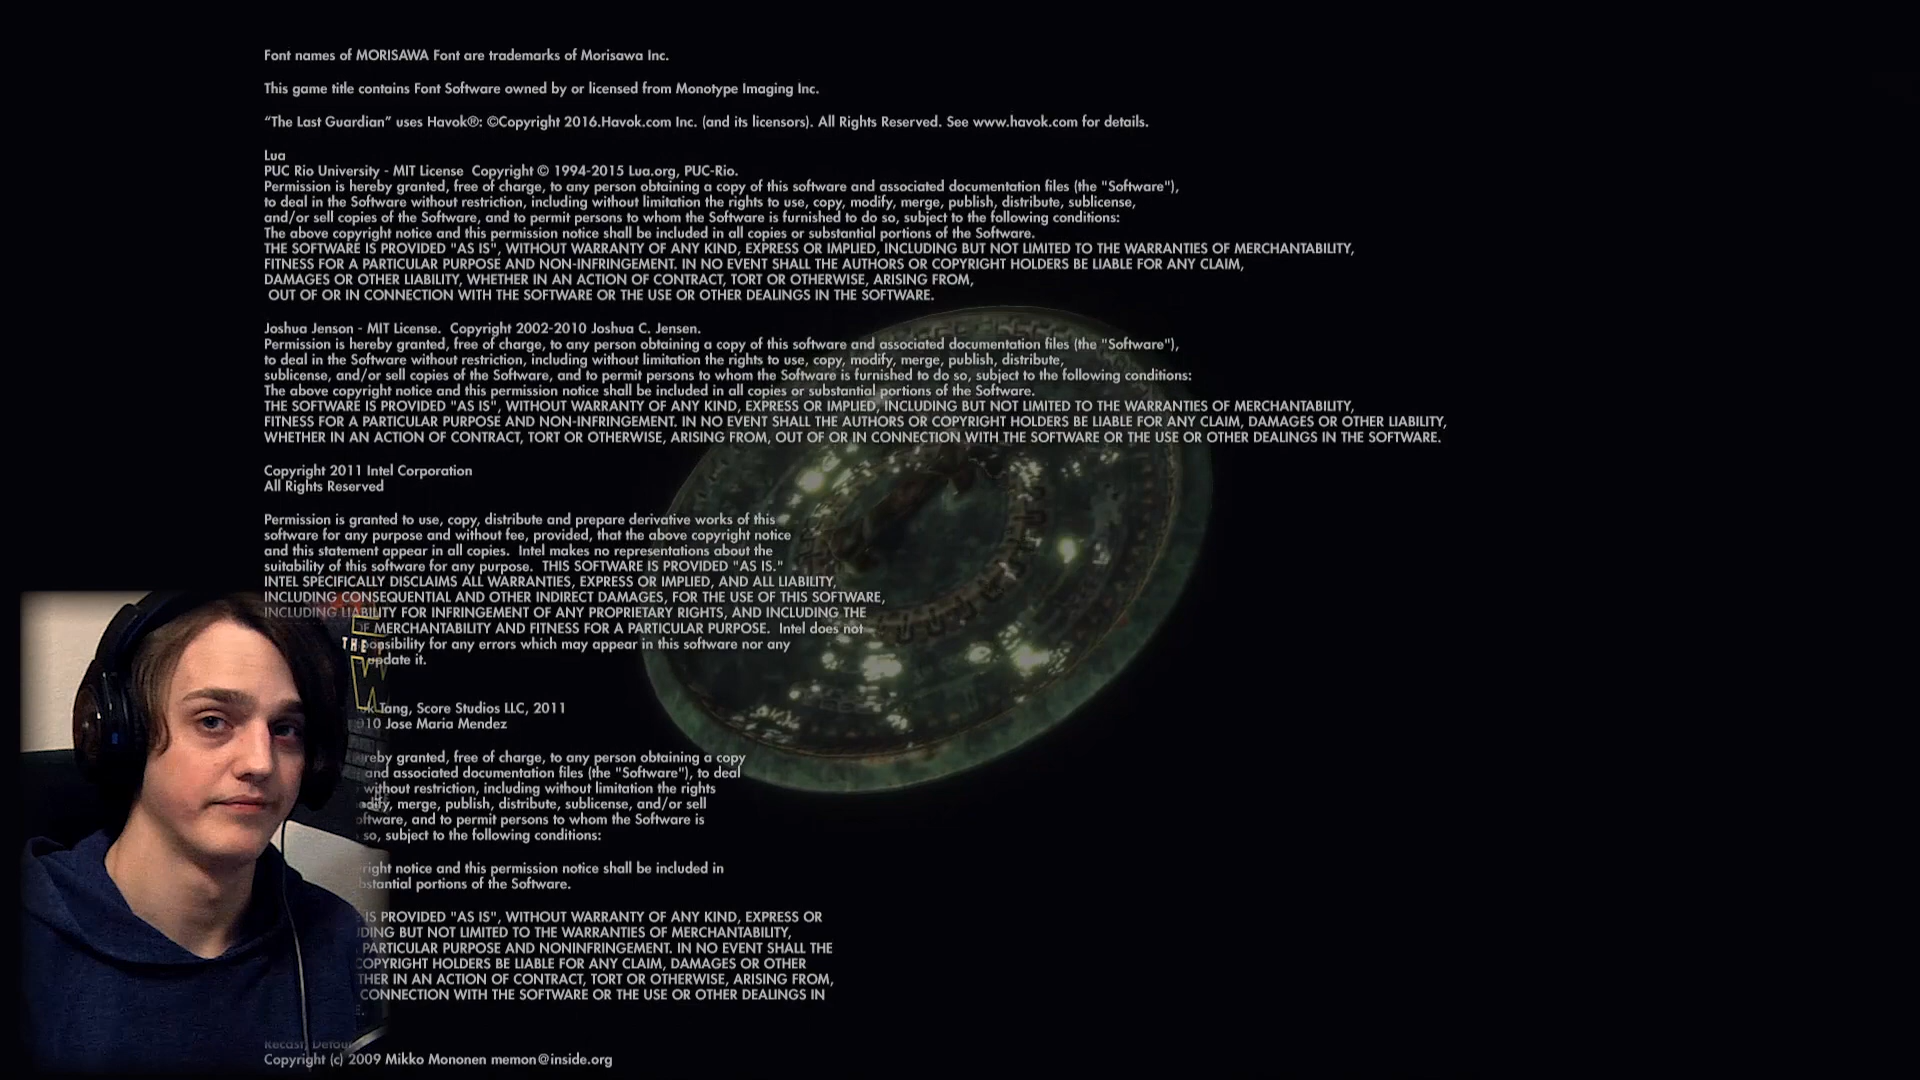 Font names of MORISAWA Font are trademarks of Morisawa Inc.
This game title contains Font Software owned by or licensed from Monotype Imaging Inc.
“The Last Guardian” uses Havok®: ©Copyright 2016.Havok.com Inc. (and its licensors). All Rights Reserved. See www.havok.com for details.
Lua
PUC Rio University - MIT License  Copyright © 1994-2015 Lua.org, PUC-Rio.
Permission is hereby granted, free of charge, to any person obtaining a copy of this software and associated documentation files (the "Software"),
to deal in the Software without restriction, including without limitation the rights to use, copy, modify, merge, publish, distribute, sublicense,
and/or sell copies of the Software, and to permit persons to whom the Software is furnished to do so, subject to the following conditions:
The above copyright notice and this permission notice shall be included in all copies or substantial portions of the Software.
THE SOFTWARE IS PROVIDED "AS IS", WITHOUT WARRANTY OF ANY KIND, EXPRESS OR IMPLIED, INCLUDING BUT NOT LIMITED TO THE WARRANTIES OF MERCHANTABILITY,
FITNESS FOR A PARTICULAR PURPOSE AND NON-INFRINGEMENT. IN NO EVENT SHALL THE AUTHORS OR COPYRIGHT HOLDERS BE LIABLE FOR ANY CLAIM,
DAMAGES OR OTHER LIABILITY, WHETHER IN AN ACTION OF CONTRACT, TORT OR OTHERWISE, ARISING FROM,
OUT OF OR IN CONNECTION WITH THE SOFTWARE OR THE USE OR OTHER DEALINGS IN THE SOFTWARE.
Joshua Jenson - MIT License.  Copyright 2002-2010 Joshua C. Jensen.
Permission is hereby granted, free of charge, to any person obtaining a copy of this software and associated documentation files (the "Software"),
to deal in the Software without restriction, including without limitation the rights to use, copy, modify, merge, publish, distribute,
sublicense, and/or sell copies of the Software, and to permit persons to whom the Software is furnished to do so, subject to the following conditions:
The above copyright notice and this permission notice shall be included in all copies or substantial portions of the Software.
THE SOFTWARE IS PROVIDED "AS IS", WITHOUT WARRANTY OF ANY KIND, EXPRESS OR IMPLIED, INCLUDING BUT NOT LIMITED TO THE WARRANTIES OF MERCHANTABILITY,
FITNESS FOR A PARTICULAR PURPOSE AND NON-INFRINGEMENT. IN NO EVENT SHALL THE AUTHORS OR COPYRIGHT HOLDERS BE LIABLE FOR ANY CLAIM, DAMAGES OR OTHER LIABILITY,
WHETHER IN AN ACTION OF CONTRACT, TORT OR OTHERWISE, ARISING FROM, OUT OF OR IN CONNECTION WITH THE SOFTWARE OR THE USE OR OTHER DEALINGS IN THE SOFTWARE.
Copyright 2011 Intel Corporation
All Rights Reserved
Permission is granted to use, copy, distribute and prepare derivative works of this
software for any purpose and without fee, provided, that the above copyright notice
and this statement appear in all copies.  Intel makes no representations about the
suitability of this software for any purpose.  THIS SOFTWARE IS PROVIDED "AS IS."
INTEL SPECIFICALLY DISCLAIMS ALL WARRANTIES, EXPRESS OR IMPLIED, AND ALL LIABILITY,
INCLUDING CONSEQUENTIAL AND OTHER INDIRECT DAMAGES, FOR THE USE OF THIS SOFTWARE,
INCLUDING LIABILITY FOR INFRINGEMENT OF ANY PROPRIETARY RIGHTS, AND INCLUDING THE
OF MERCHANTABILITY AND FITNESS FOR A PARTICULAR PURPOSE.  Intel does not
THE
for any errors which may appear in this software nor any
update it.
Tang, Score Studios LLC, 2011
Jose Maria Mendez
granted, free of charge, to any person obtaining a copy
and associated documentation files (the "Software"), to deal
without restriction, including without limitation the rights
merge, publish, distribute, sublicense, and/or sell
and to permit persons to whom the Software is
so, subject to the following conditions:
notice and this permission notice shall be included in
portions of the Software.
IS PROVIDED "AS IS", WITHOUT WARRANTY OF ANY KIND, EXPRESS OR
BUT NOT LIMITED TO THE WARRANTIES OF MERCHANTABILITY,
PARTICULAR PURPOSE AND NONINFRINGEMENT. IN NO EVENT SHALL THE
COPYRIGHT HOLDERS BE LIABLE FOR ANY CLAIM, DAMAGES OR OTHER
IN AN ACTION OF CONTRACT, TORT OR OTHERWISE, ARISING FROM,
CONNECTION WITH THE SOFTWARE OR THE USE OR OTHER DEALINGS IN
Copyright (c) 2009 Mikko Mononen memon@inside.org